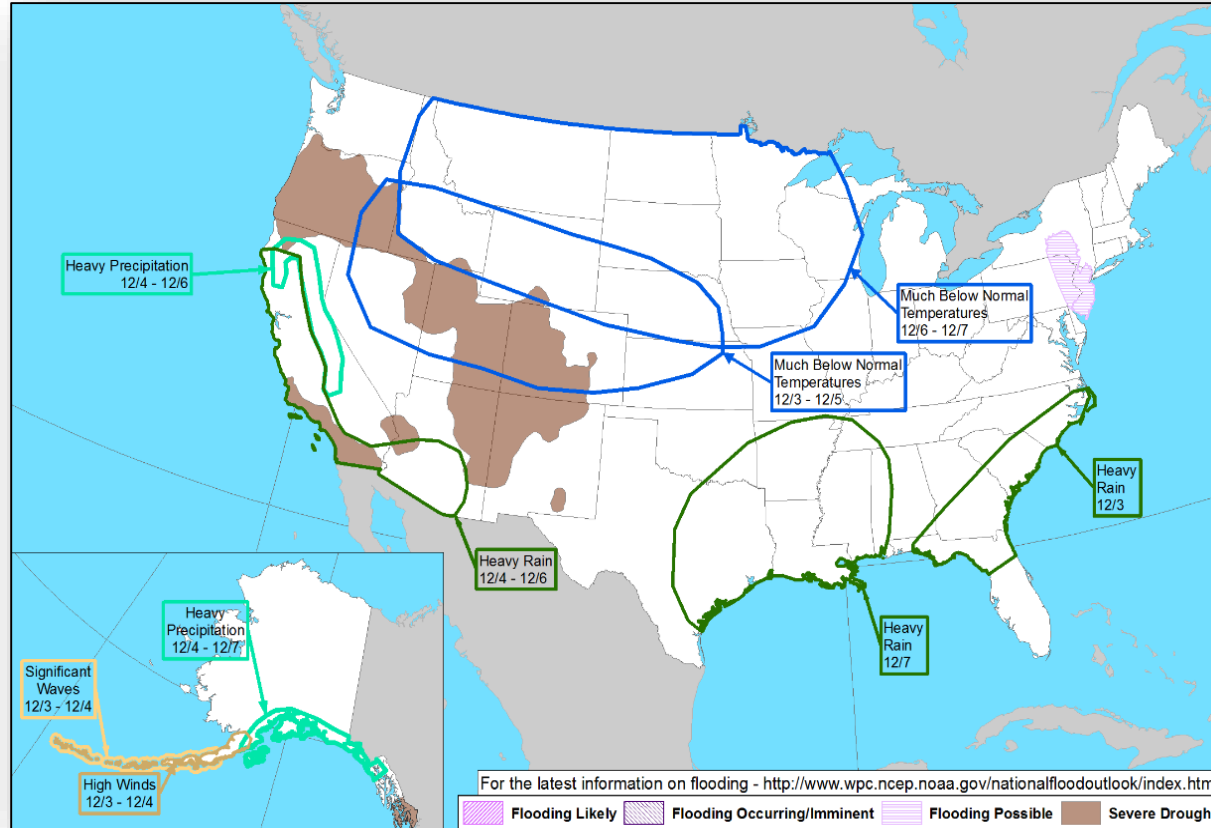 Heavy Precipitation
12/4 - 12/6
Much Below Normal
Temperatures
12/6 - 12/7
Much Below Normal
Temperatures
12/3 - 12/5
Heavy
Rain
12/3
Heavy Rain
12/4 - 12/6
Heavy
Rain
12/7
Heavy
Precipitation
12/4 - 12/7
Significant
Waves
12/3 - 12/4
High Winds
12/3 - 12/4
For the latest information on flooding - http://www.wpc.ncep.noaa.gov/nationalfloodoutlook/index.htm
Flooding Likely Flooding Occurring/Imminent Flooding Possible Severe Drough